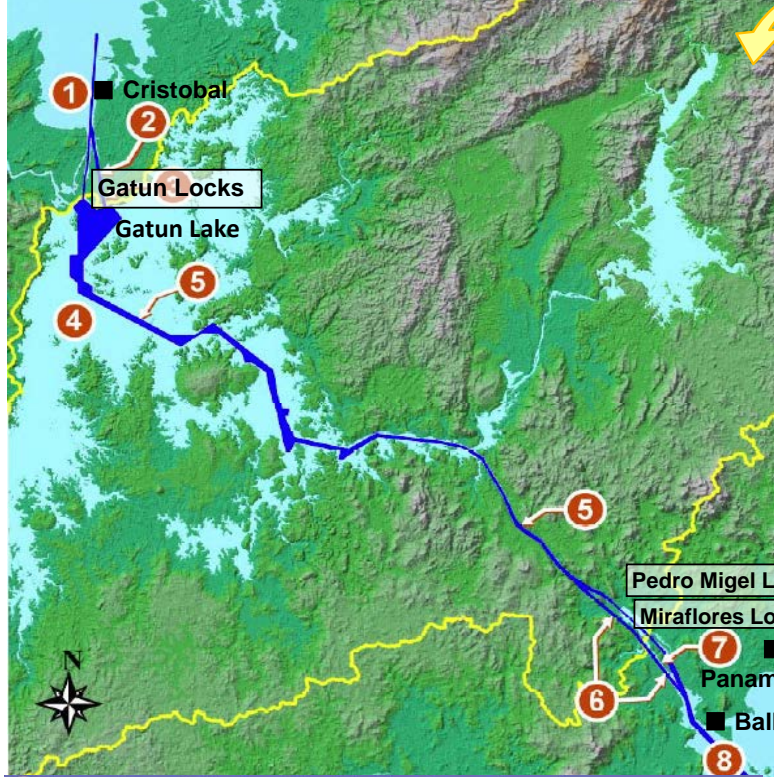 1
Cristobal
2
Gatun Locks
3
Gatun Lake
5
4
5
Pedro Migel L
Miraflores Lo
7
Panam
6
Ball
8
N